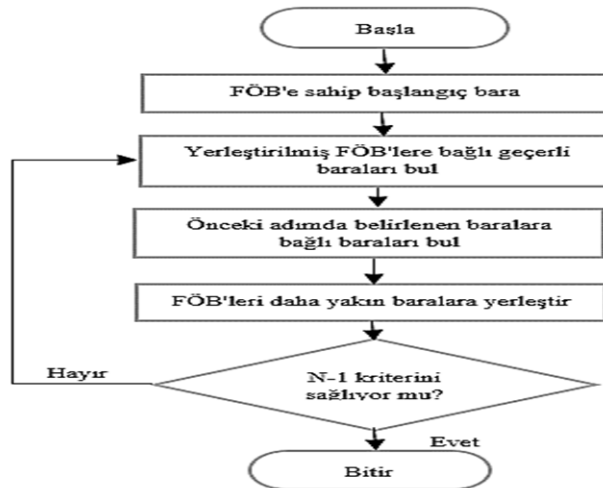 Başla
FÖB'e sahip başlangıç bara
Yerleştirilmiş FÖB'lere bağlı geçerli
baraları bul
Önceki adımda belirlenen baralara
bağlı baraları bul
FÖB'leri daha yakın baralara yerleştir
Hayır
N-1 kriterini
sağlıyor mu?
Evet
Bitir